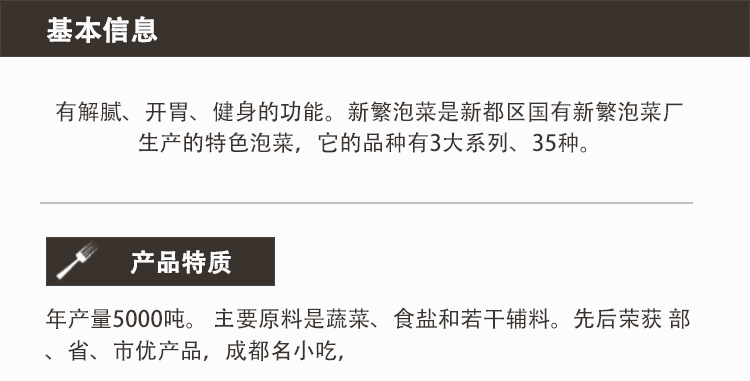 基本信息
有解腻、开胃、健身的功能。新繁泡菜是新都区国有新繁泡菜厂
生产的特色泡菜，它的品种有3大系列、35种。
产品特质
年产量5000吨。 主要原料是蔬菜、食盐和若干辅料。先后荣获 部
、省、市优产品，成都名小吃，